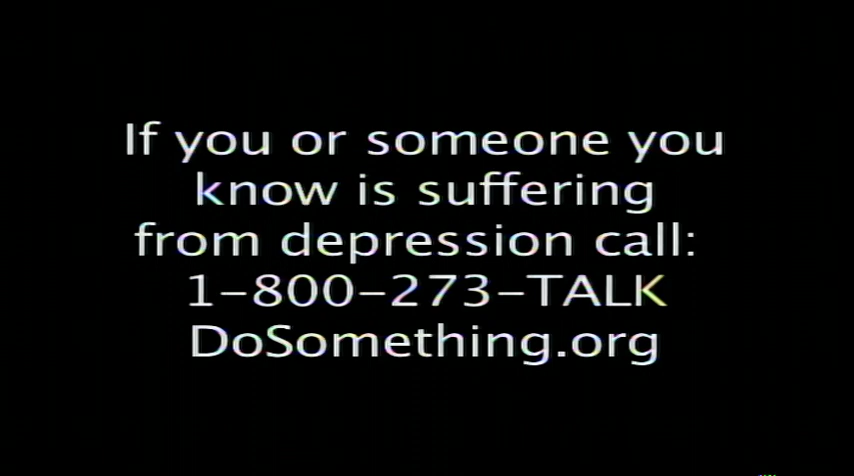 If you or someone you
know is suffering
from depression call:
1-800-273-TALK
DoSomething.org